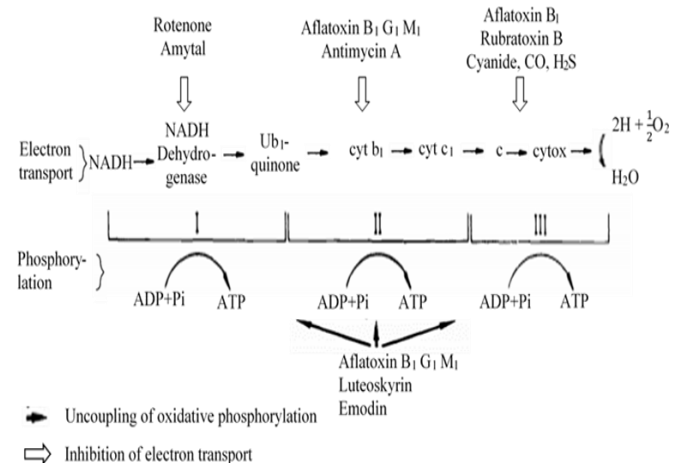 Rotenone
Amytal
Aflatoxin B₁ G₁ M₁
Antimycin A
Aflatoxin B₁
Rubratoxin B
Cyanide, CO, H₂S
Electron
transport
NADH
NADH
Dehydro-
genase
Ub₁-
quinone
cyt b₁
cyt c₁
c
cytox
2H + ½O₂
H₂O
I
II
III
Phosphory-
lation
ADP+Pi
ATP
ADP+Pi
ATP
ADP+Pi
ATP
Aflatoxin B₁ G₁ M₁
Luteoskyrin
Emodin
Uncoupling of oxidative phosphorylation
Inhibition of electron transport